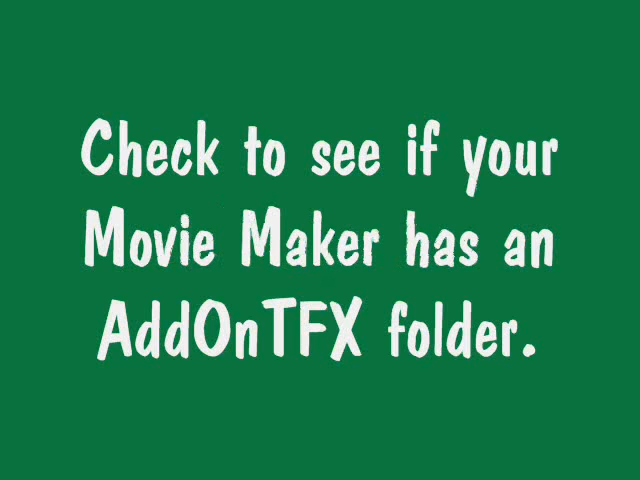 Check to see if your
Movie Maker has an
AddOnTFX folder.